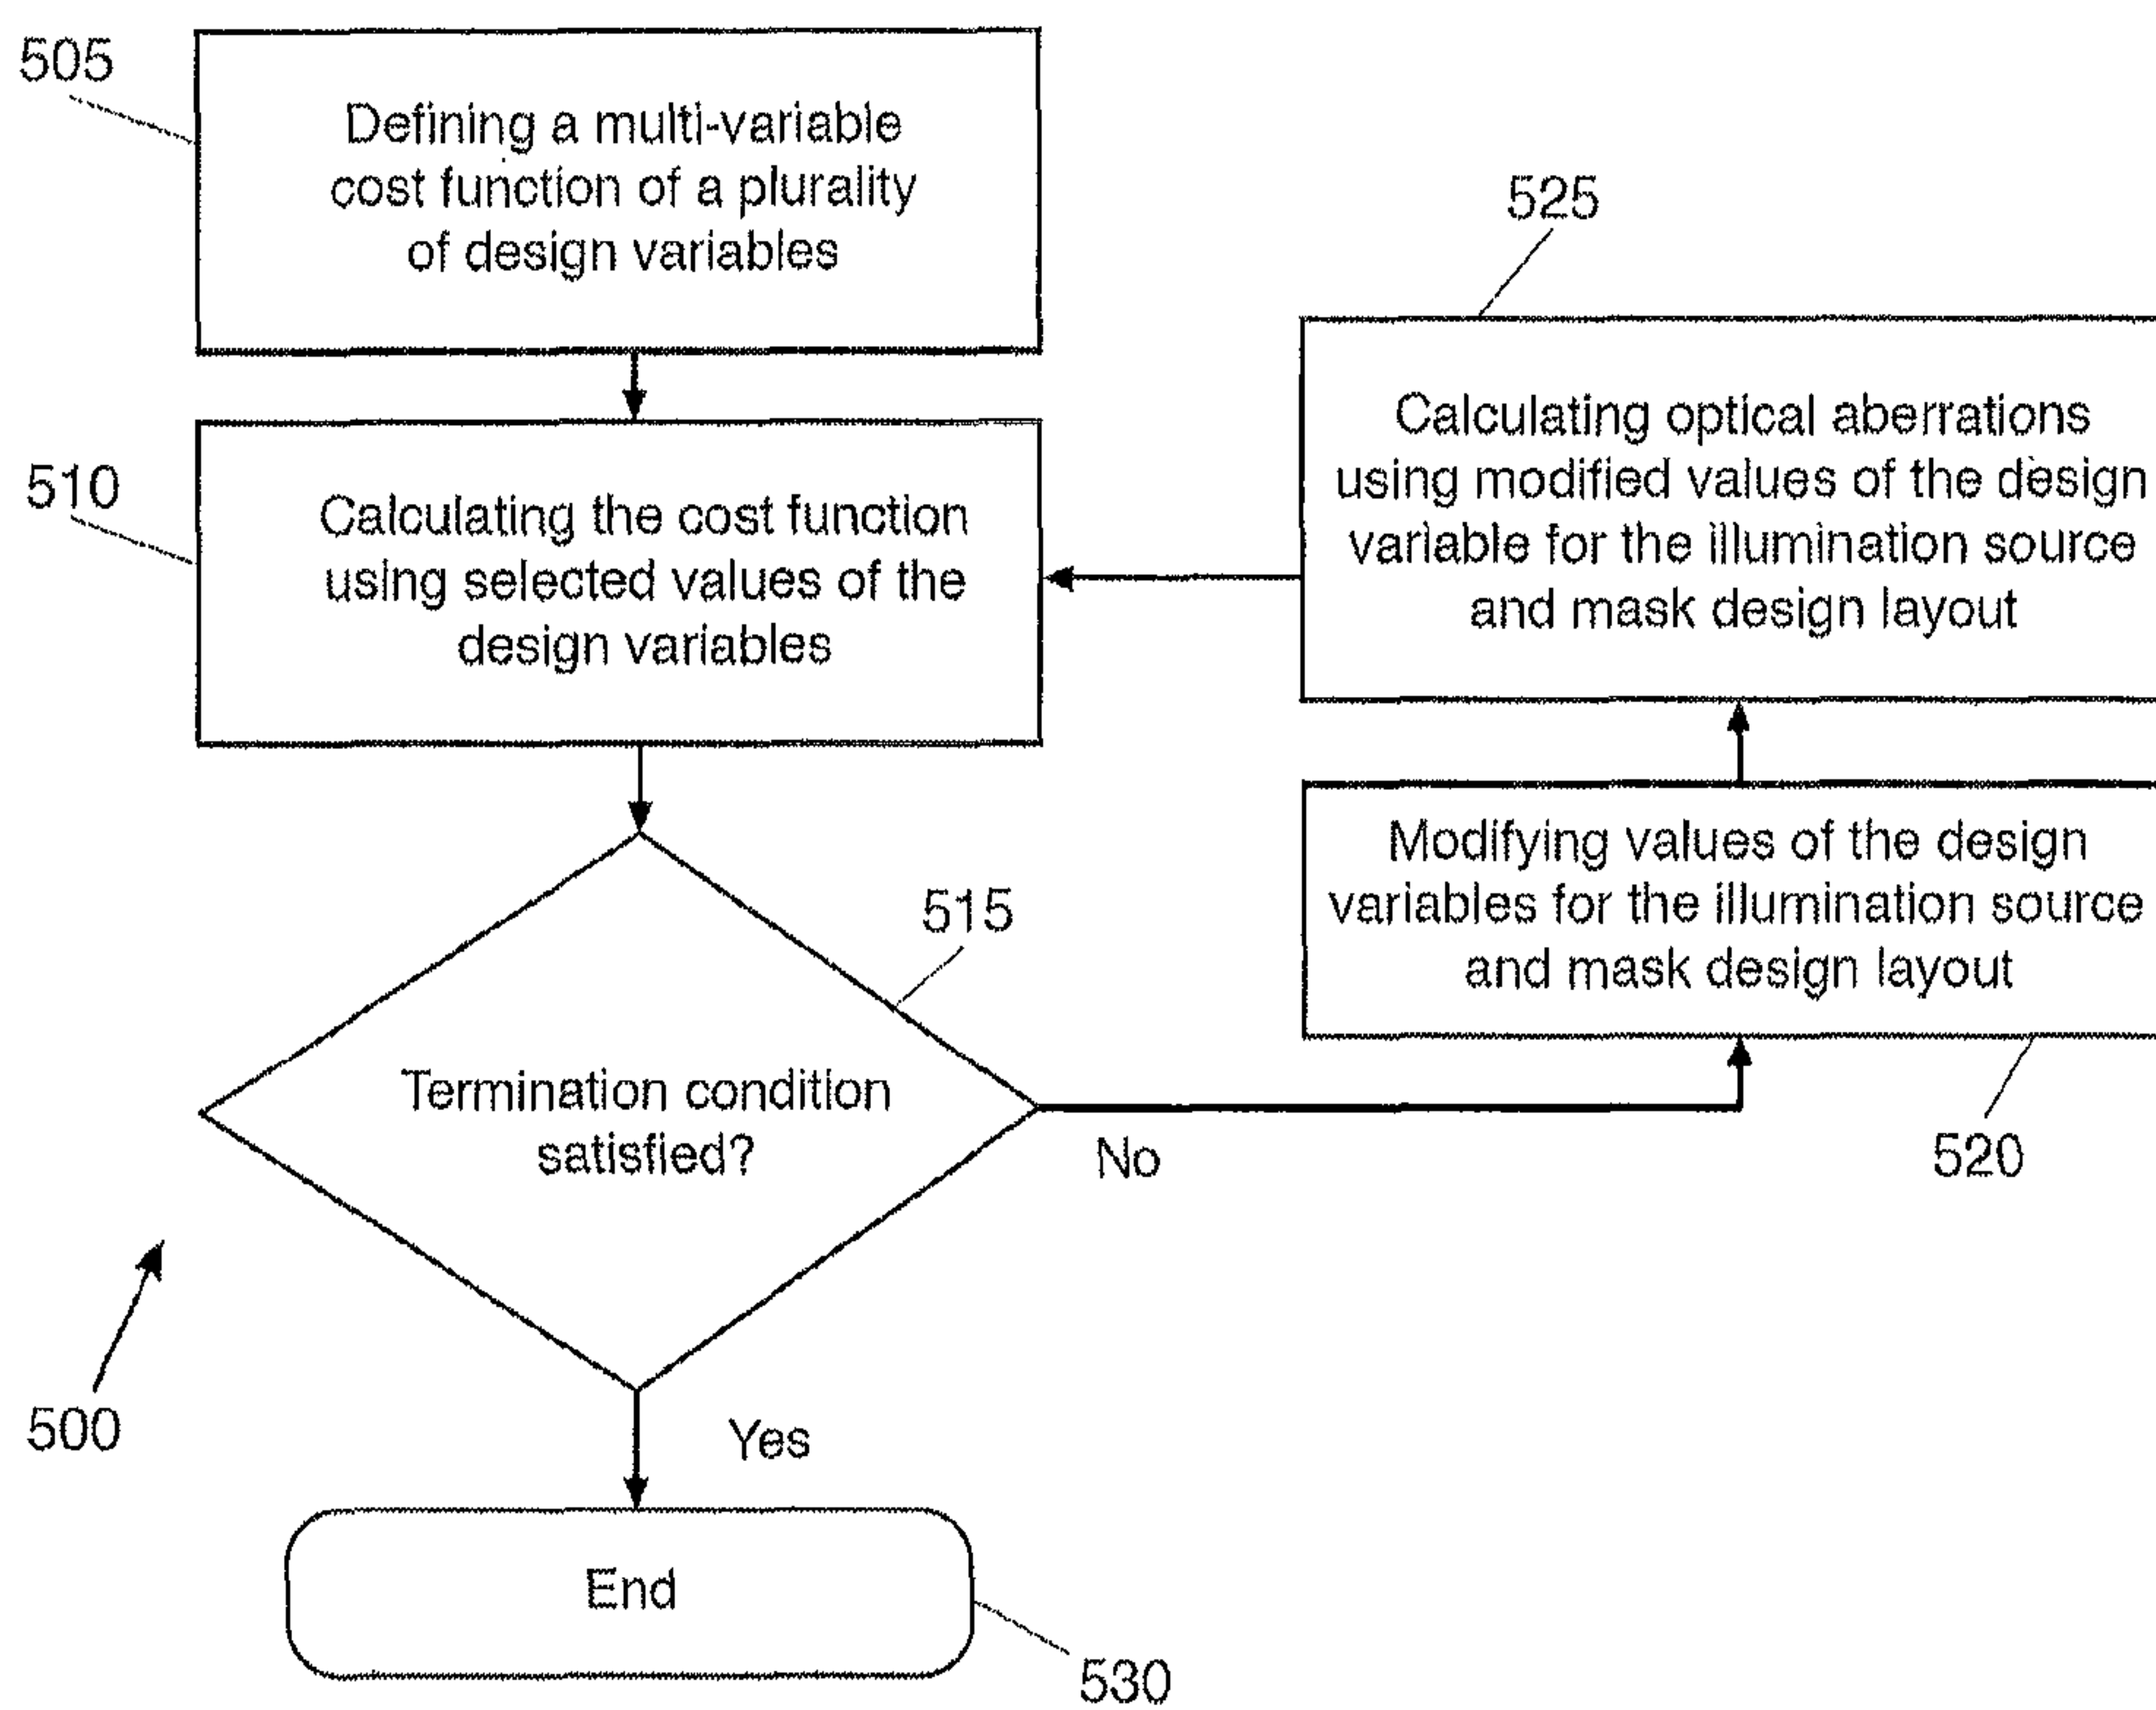 505
Defining a multi-variable
cost function of a plurality
of design variables
510
Calculating the cost function
using selected values of the
design variables
515
Termination condition
satisfied?
No
Yes
500
End
530
525
Calculating optical aberrations
using modified values of the design
variable for the illumination source
and mask design layout
Modifying values of the design
variables for the illumination source
and mask design layout
520